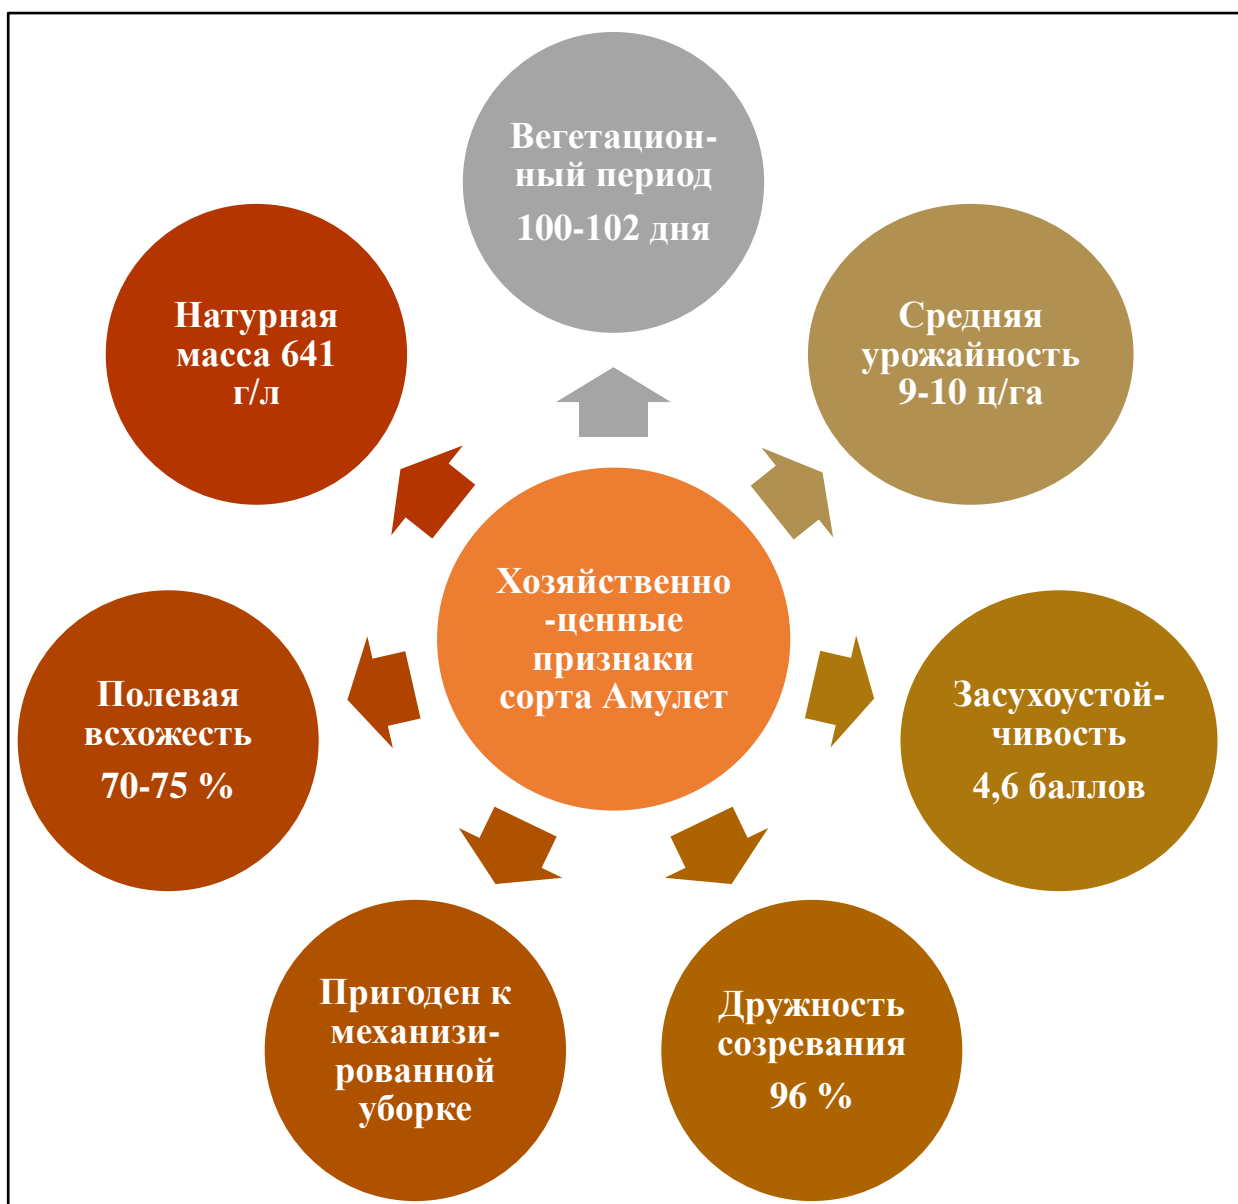 Вегетацион-
ный период
100-102 дня
Средняя
урожайность
9-10 ц/га
Засухоустой-
чивость
4,6 баллов
Дружность
созревания
96 %
Пригоден к
механизи-
рованной
уборке
Полевая
всхожесть
70-75 %
Натурная
масса 641
г/л
Хозяйственно
-ценные
признаки
сорта Амулет